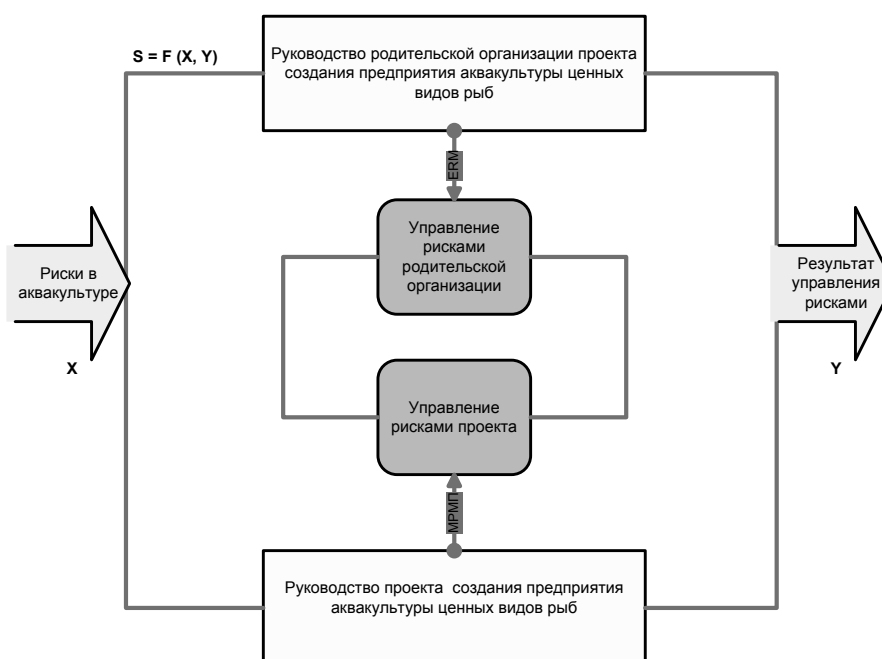 S = F (X, Y)
Руководство родительской организации проекта
создания предприятия аквакультуры ценных
видов рыб
ERM
Управление
рисками
родительской
организации
Риски в
аквакультуре
X
Результат
управления
рисками
Y
Управление
рисками проекта
МРМП
Руководство проекта создания предприятия
аквакультуры ценных видов рыб